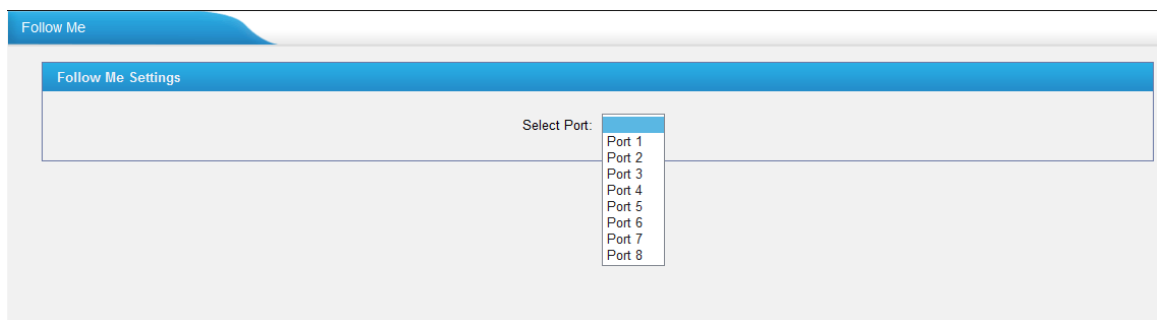 Follow Me
Follow Me Settings
Select Port:
Port 1
Port 2
Port 3
Port 4
Port 5
Port 6
Port 7
Port 8